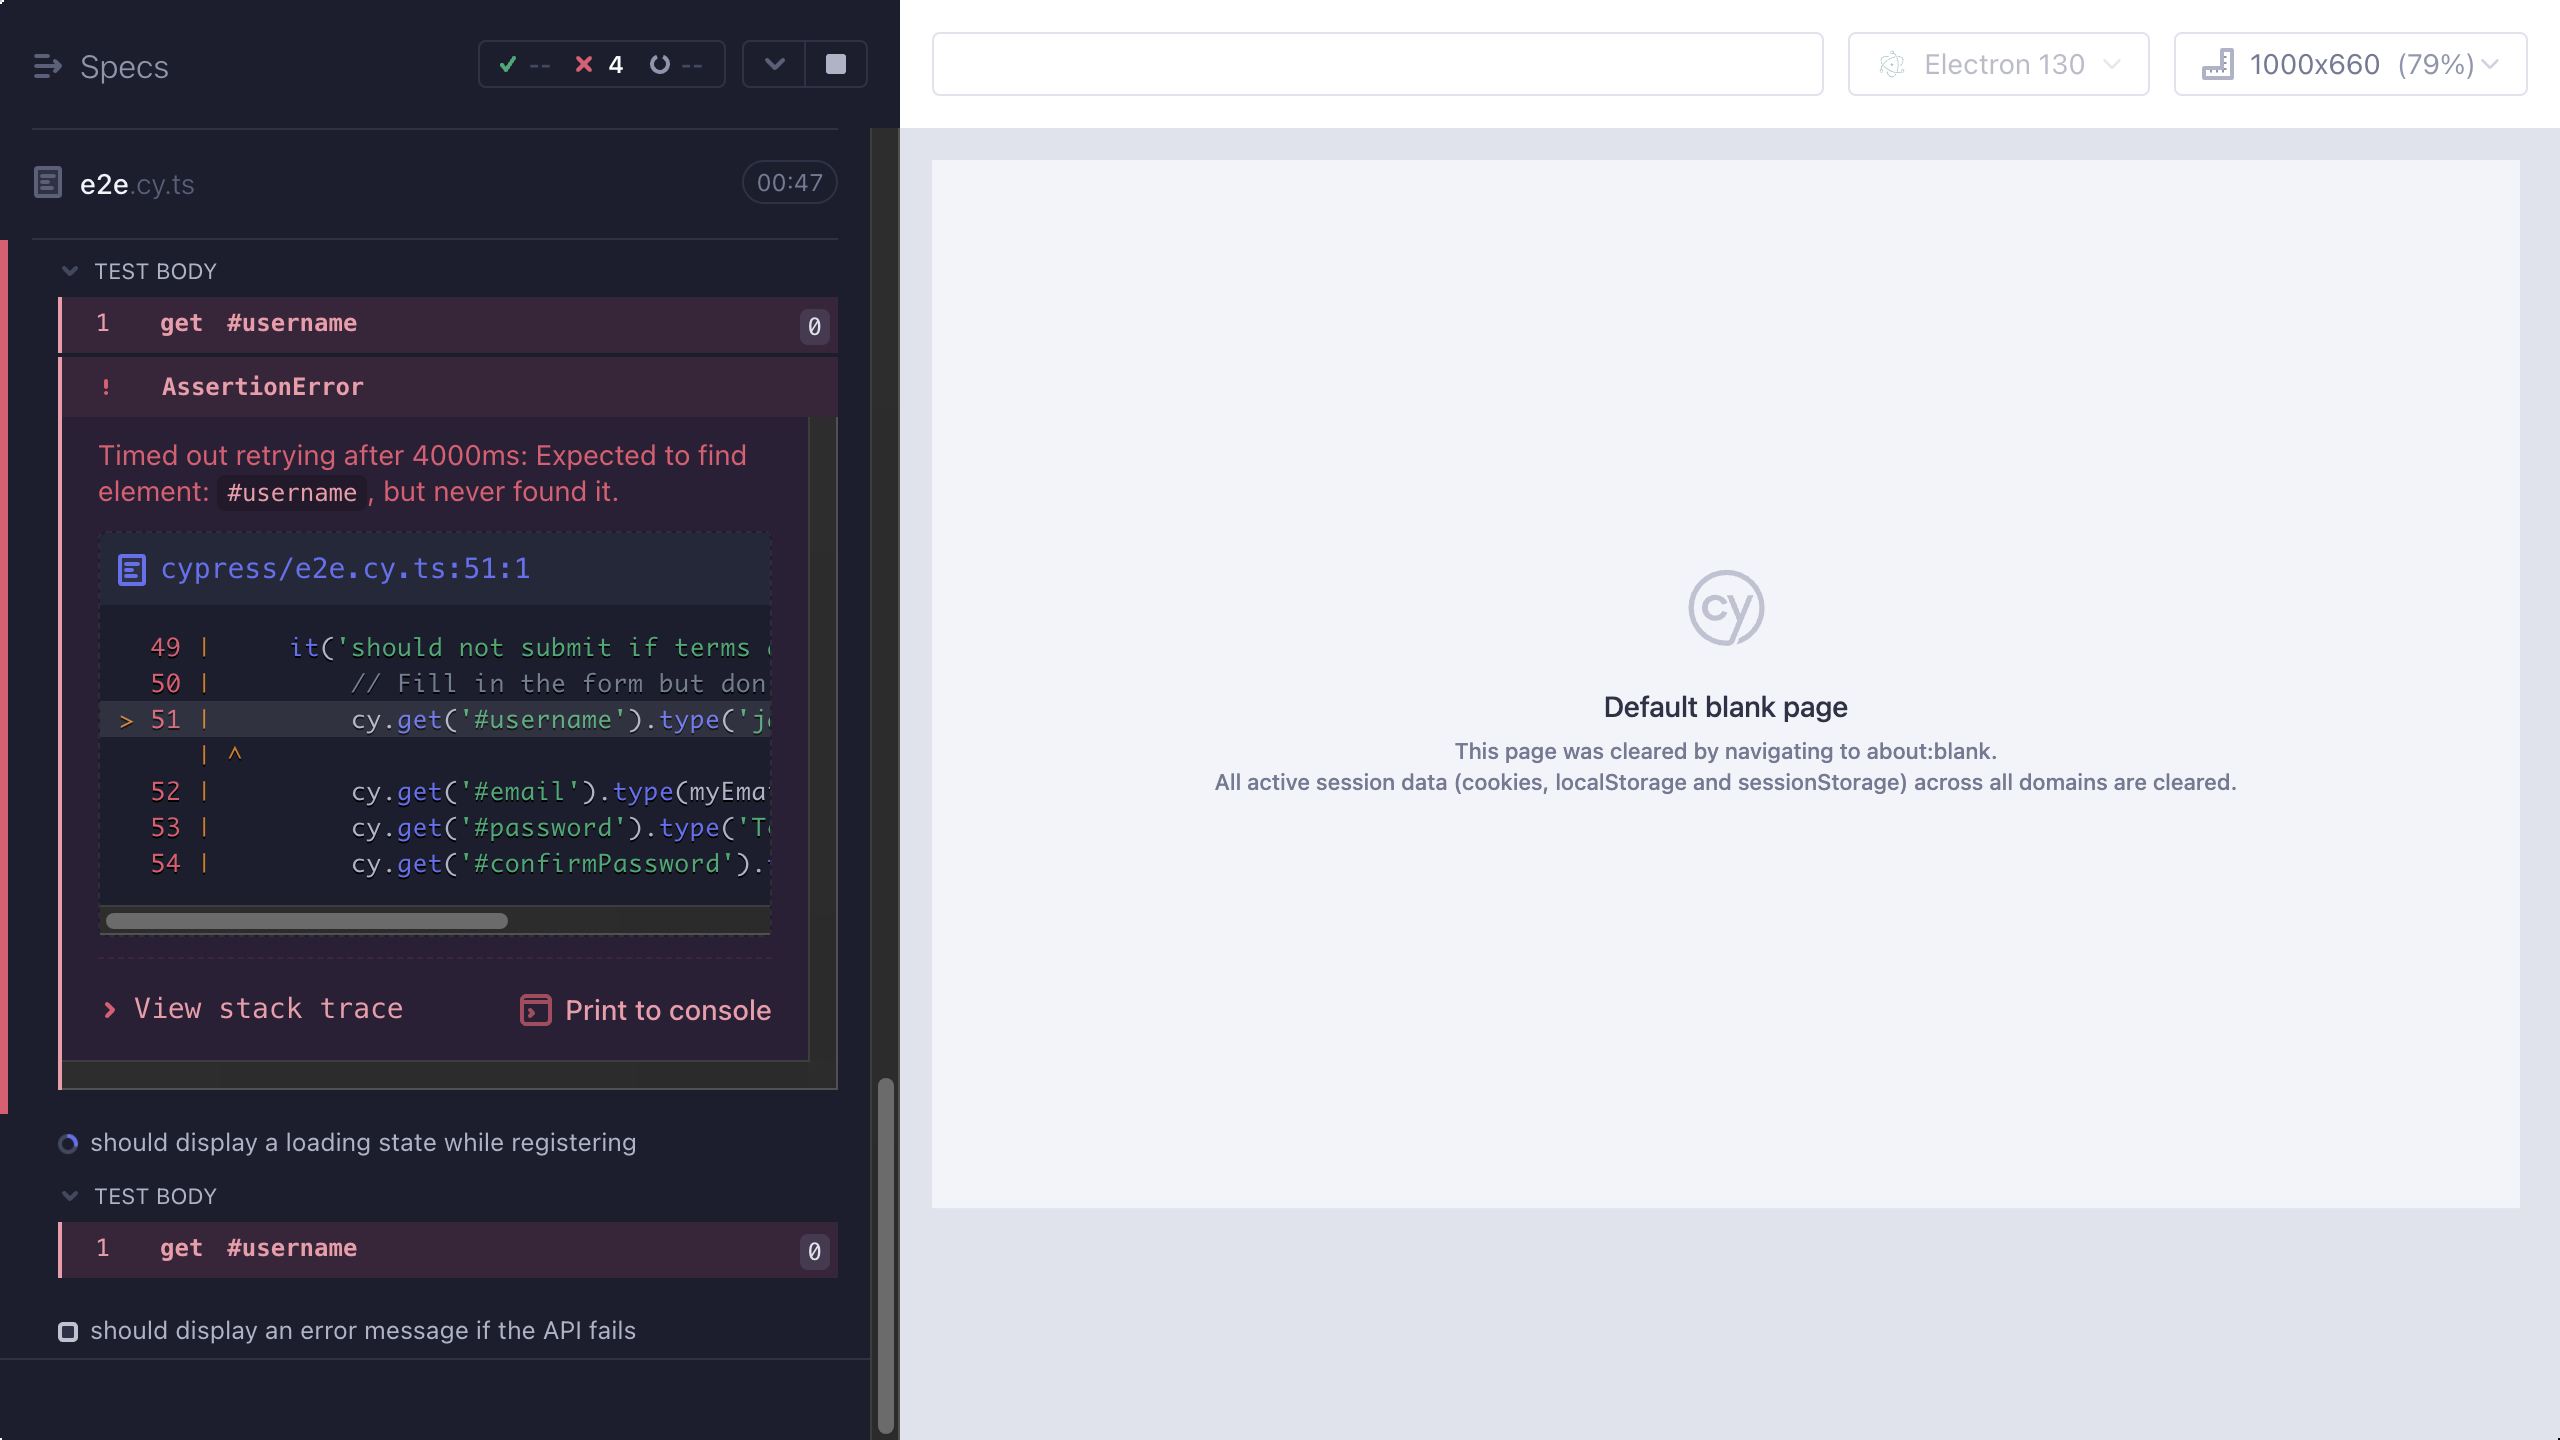 Specs
-- 4 --
Electron 130
1000x660 (79%)
e2e.cy.ts
00:47
TEST BODY
1 get #username 0
! AssertionError
Timed out retrying after 4000ms: Expected to find
element: #username, but never found it.
cypress/e2e.cy.ts:51:1
49 | it('should not submit if terms
50 | // Fill in the form but don
> 51 | cy.get('#username').type('j
| ^
52 | cy.get('#email').type(myEma
53 | cy.get('#password').type('T
54 | cy.get('#confirmPassword').
View stack trace
Print to console
should display a loading state while registering
TEST BODY
1 get #username 0
should display an error message if the API fails
cy
Default blank page
This page was cleared by navigating to about:blank.
All active session data (cookies, localStorage and sessionStorage) across all domains are cleared.